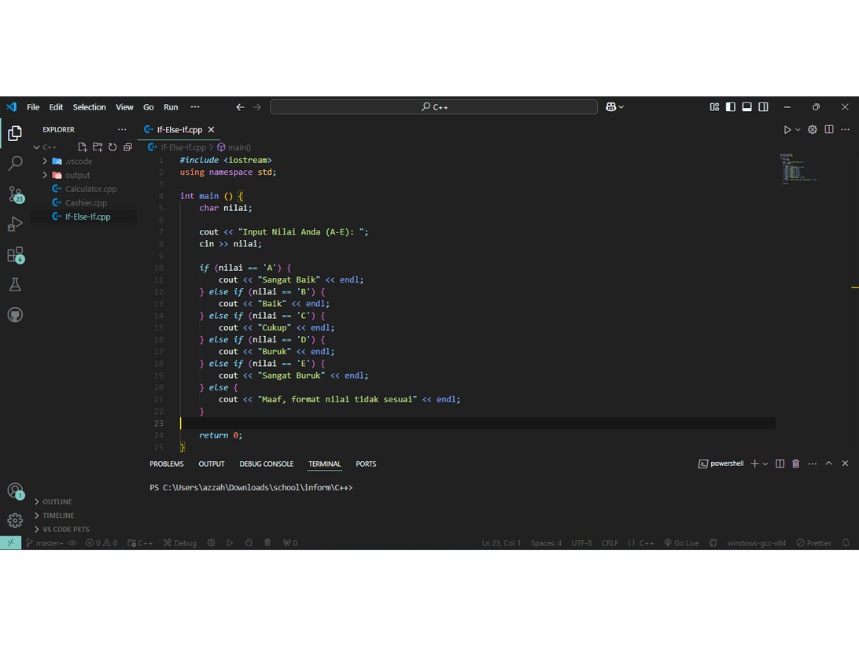 File Edit Selection View Go Run ··· C++
EXPLORER ···
If-Else-If.cpp
C++
If-Else-If.cpp > main()
.vscode
output
Calculator.cpp
Cashier.cpp
If-Else-If.cpp
1 #include <iostream>
2 using namespace std;
3
4 int main () {
5 char nilai;
6
7 cout << "Input Nilai Anda (A-E): ";
8 cin >> nilai;
9
10 if (nilai == 'A') {
11 cout << "Sangat Baik" << endl;
12 } else if (nilai == 'B') {
13 cout << "Baik" << endl;
14 } else if (nilai == 'C') {
15 cout << "Cukup" << endl;
16 } else if (nilai == 'D') {
17 cout << "Buruk" << endl;
18 } else if (nilai == 'E') {
19 cout << "Sangat Buruk" << endl;
20 } else {
21 cout << "Maaf, format nilai tidak sesuai" << endl;
22 }
23
24 return 0;
25 }
PROBLEMS OUTPUT DEBUG CONSOLE TERMINAL PORTS powershell
PS C:\Users\azzah\Downloads\school\inform\C++>
OUTLINE
TIMELINE
VS CODE PETS
master+ 0 0 C++ Debug 0 Ln 23, Col 1 Spaces: 4 UTF-8 CRLF {} C++ Go Live windows-gcc-x64 Prettier